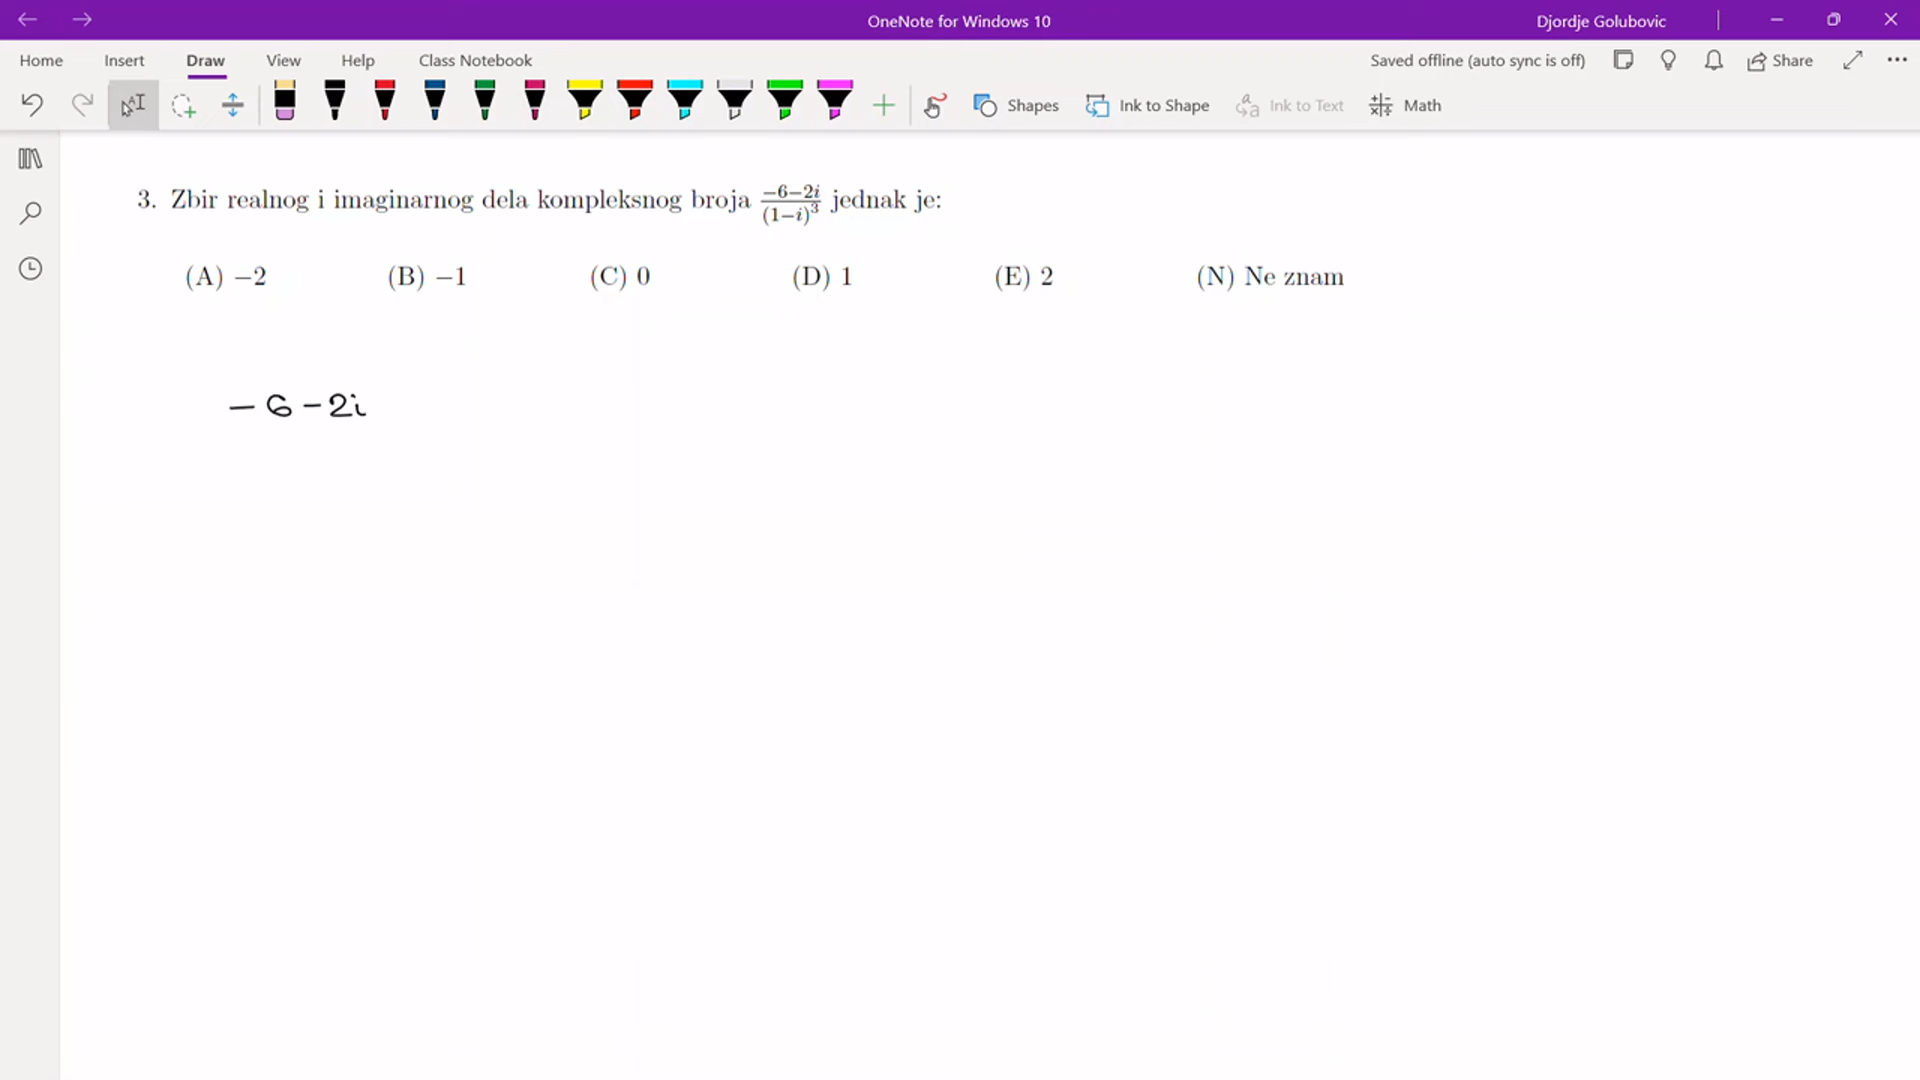 OneNote for Windows 10
Djordje Golubovic
Home Insert Draw View Help Class Notebook
Saved offline (auto sync is off) Share
Shapes Ink to Shape Ink to Text Math
3. Zbir realnog i imaginarnog dela kompleksnog broja \frac{-6-2i}{(1-i)^3} jednak je:
(A) −2 (B) −1 (C) 0 (D) 1 (E) 2 (N) Ne znam
− 6 − 2i